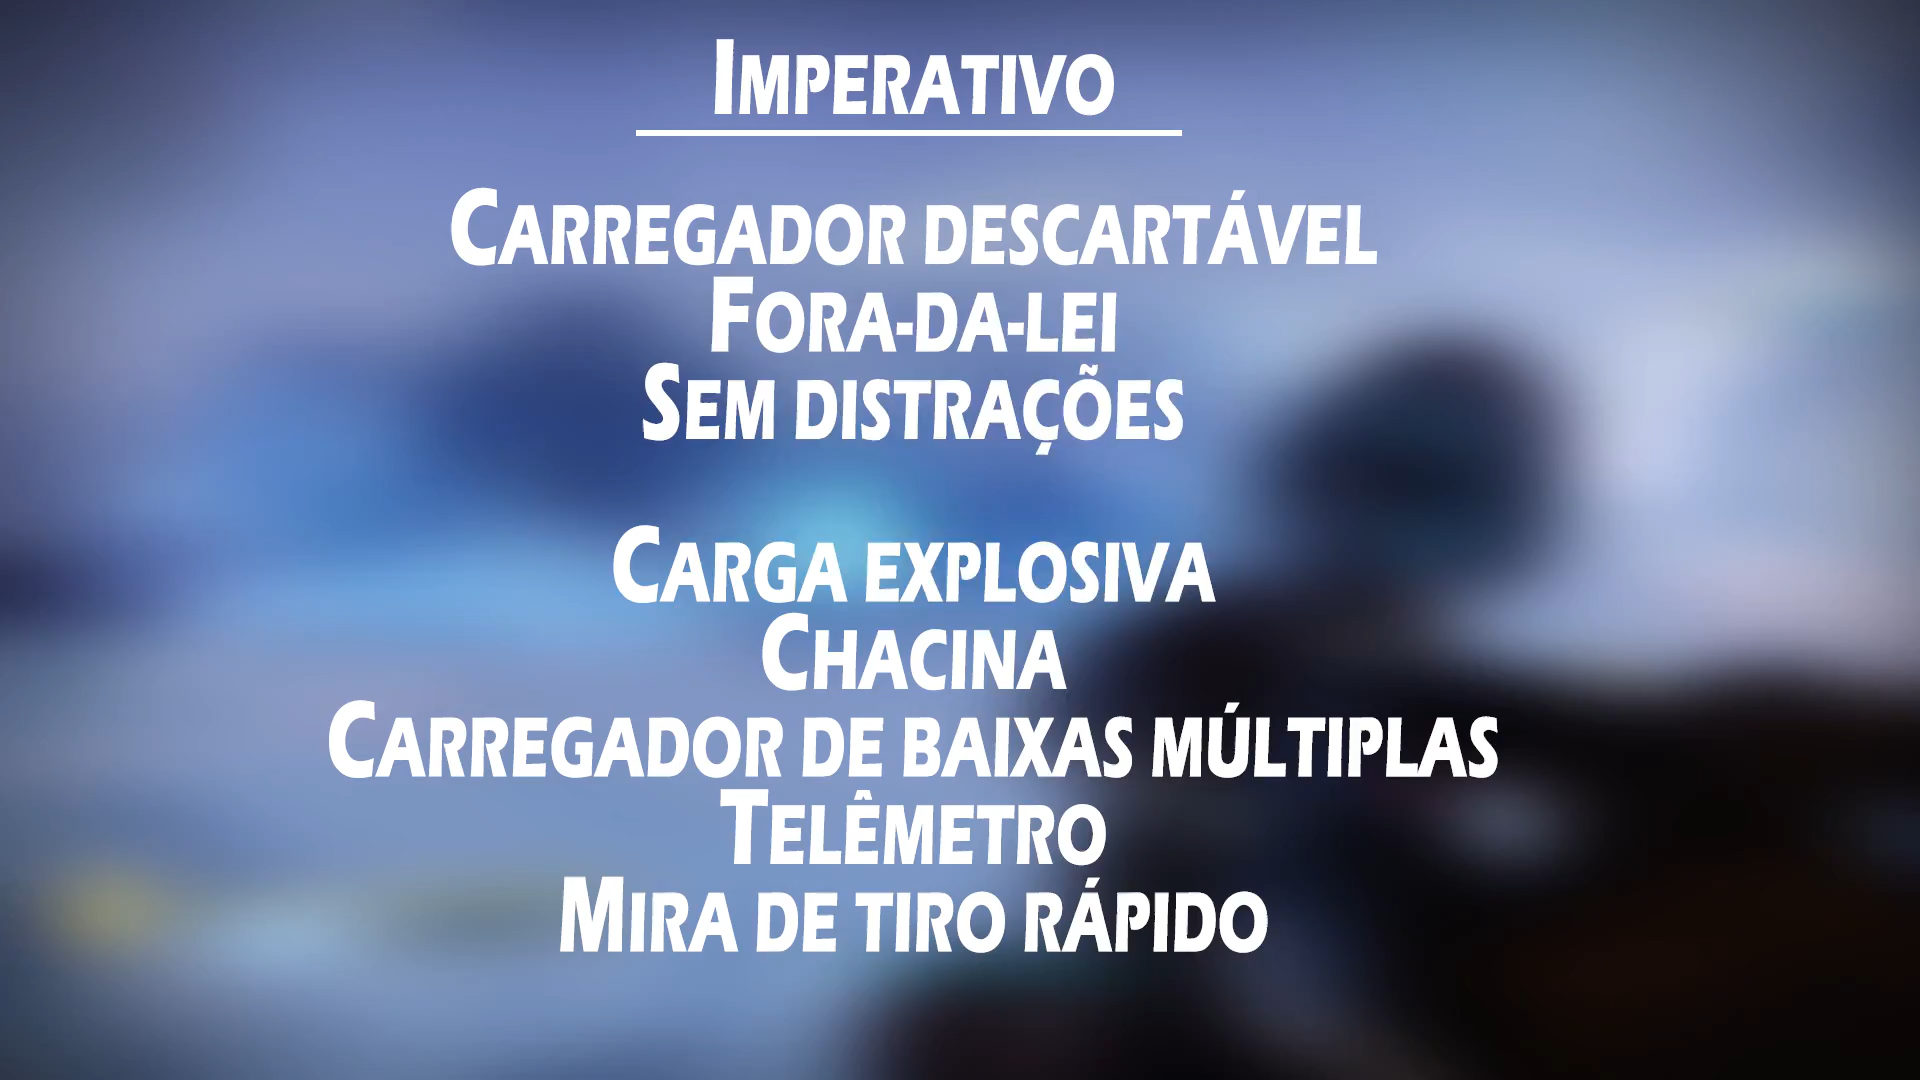 Imperativo
Carregador descartável
Fora-da-lei
Sem distrações
Carga explosiva
Chacina
Carregador de baixas múltiplas
Telêmetro
Mira de tiro rápido